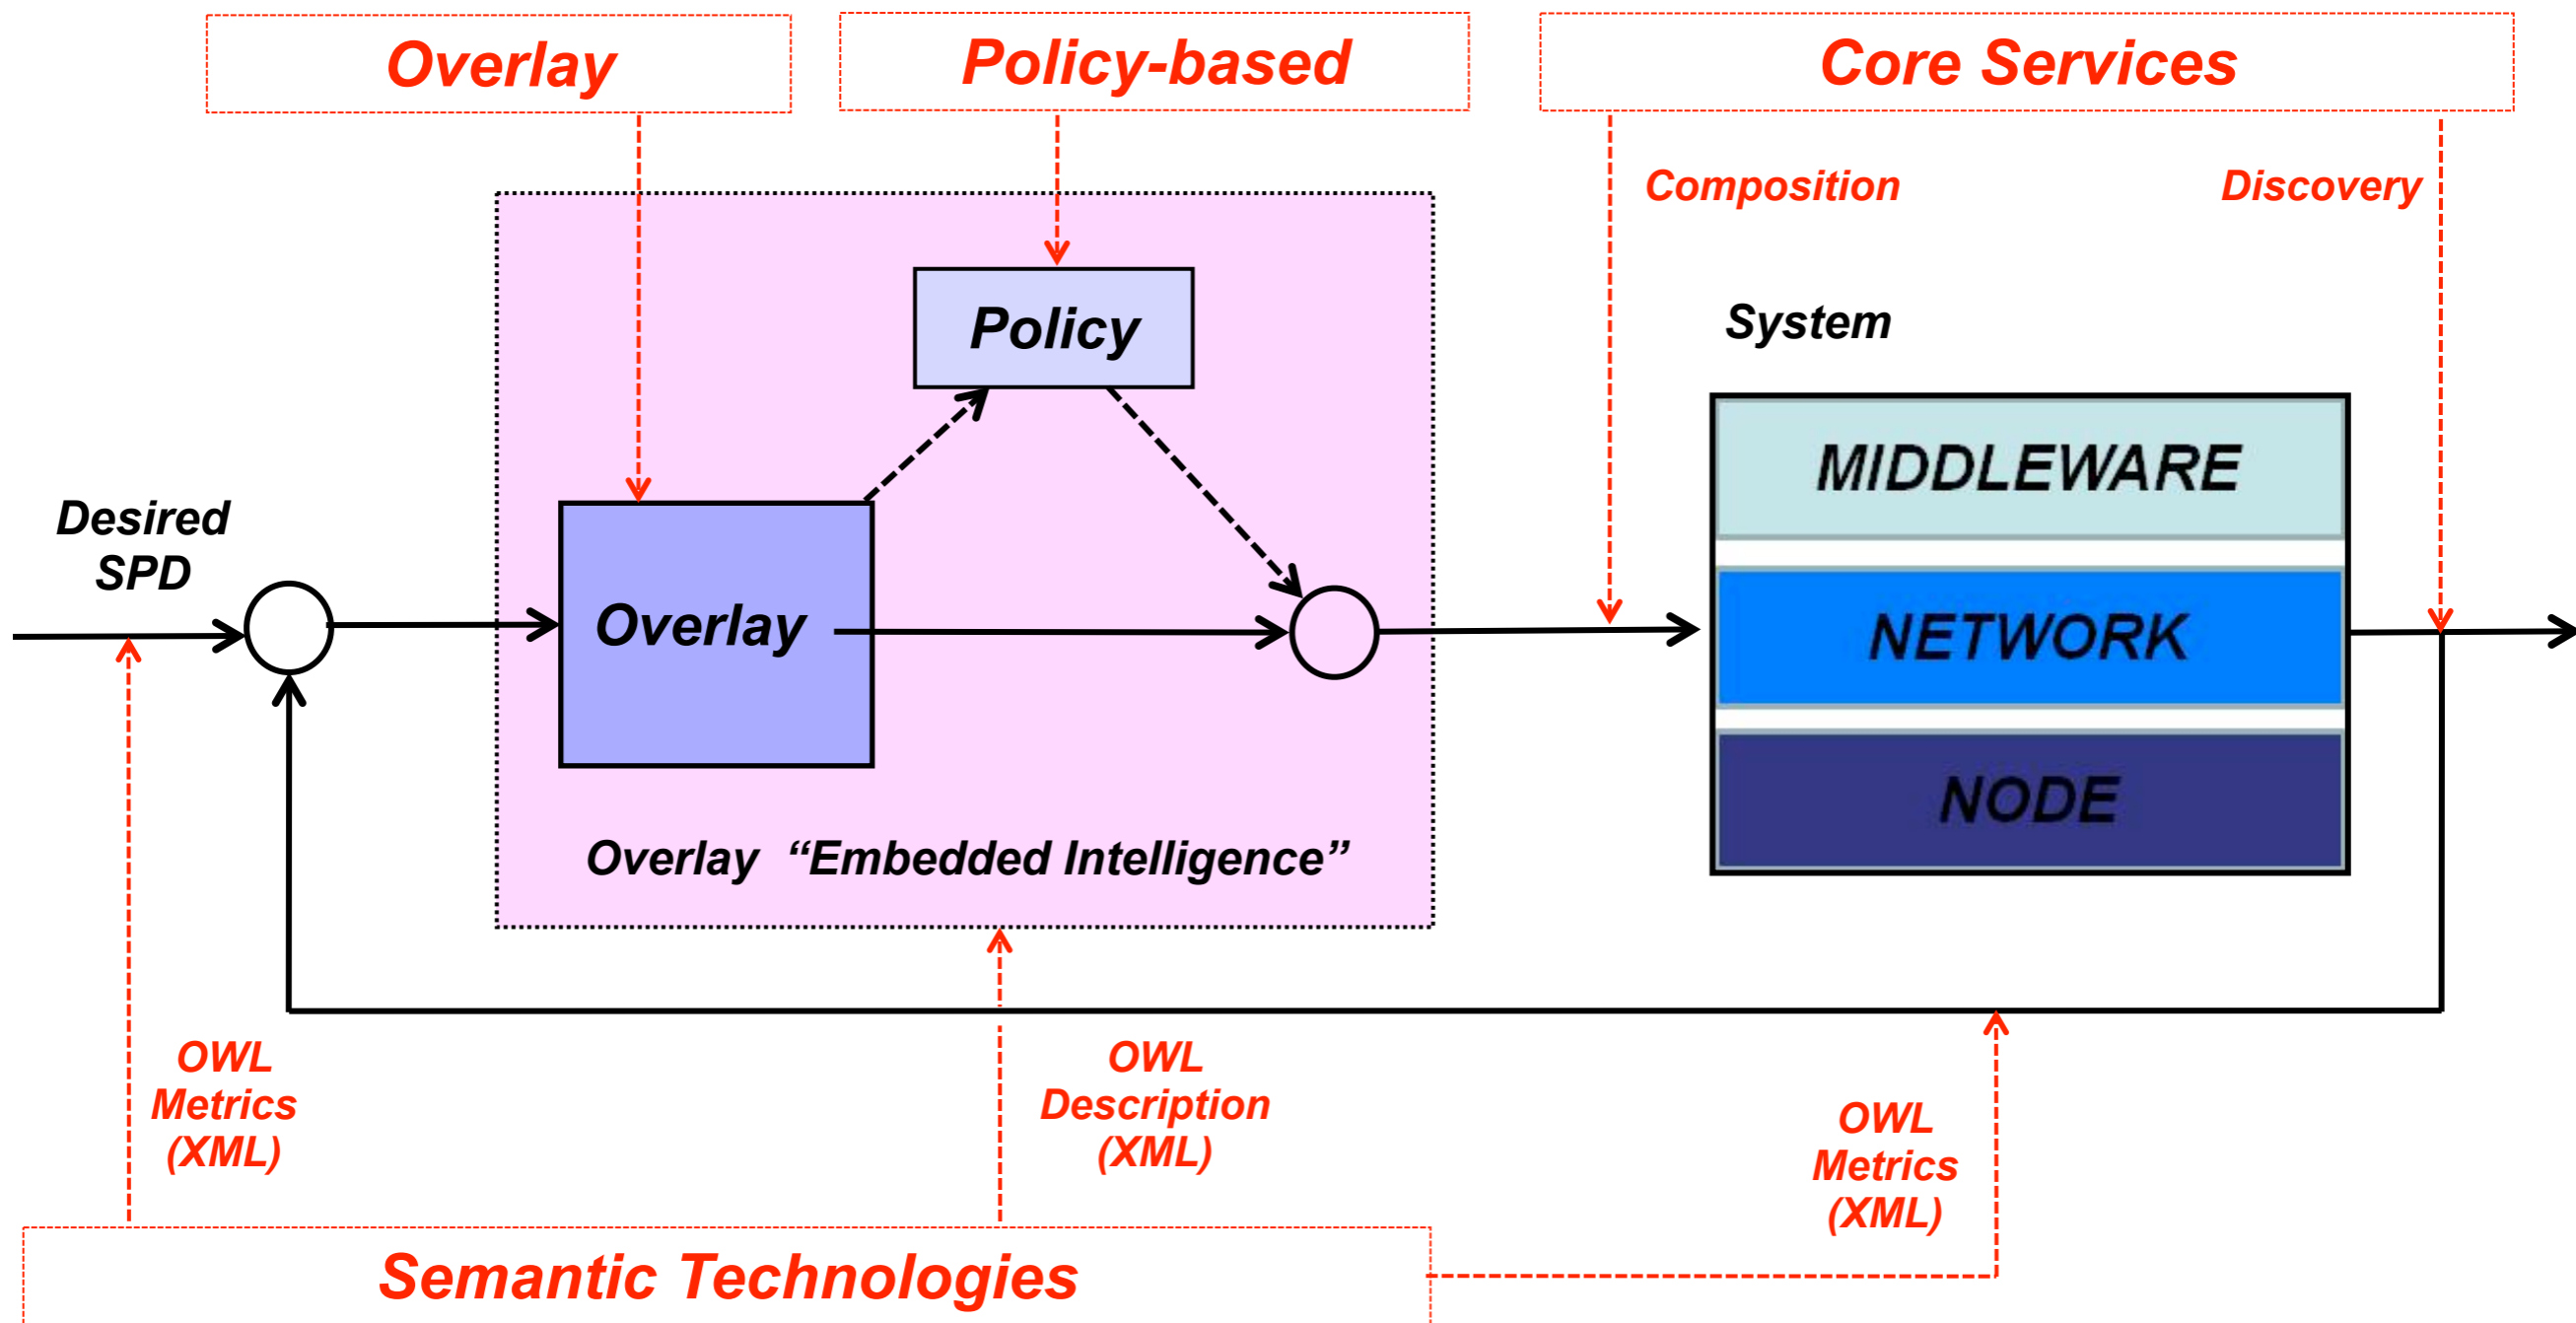 Overlay
Policy-based
Core Services
Composition
Discovery
Policy
System
MIDDLEWARE
Desired
SPD
Overlay
NETWORK
NODE
Overlay “Embedded Intelligence”
OWL
Metrics
(XML)
OWL
Description
(XML)
OWL
Metrics
(XML)
Semantic Technologies